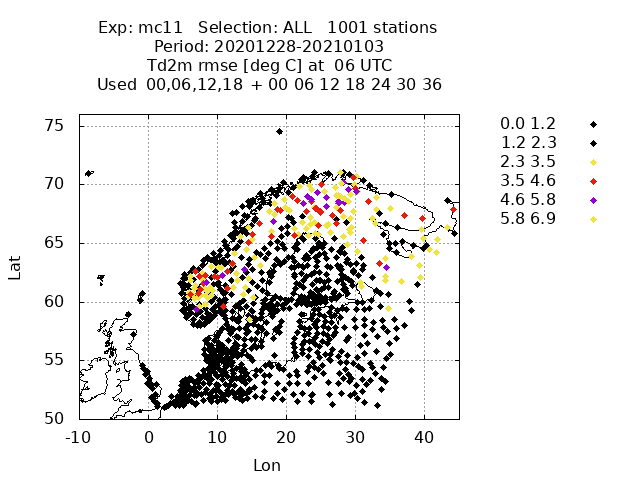 Exp: mc11 Selection: ALL 1001 stations
Period: 20201228-20210103
Td2m rmse [deg C] at 06 UTC
Used 00,06,12,18 + 00 06 12 18 24 30 36
75
70
65
60
55
50
-10 0 10 20 30 40
Lat
Lon
0.0 1.2
1.2 2.3
2.3 3.5
3.5 4.6
4.6 5.8
5.8 6.9